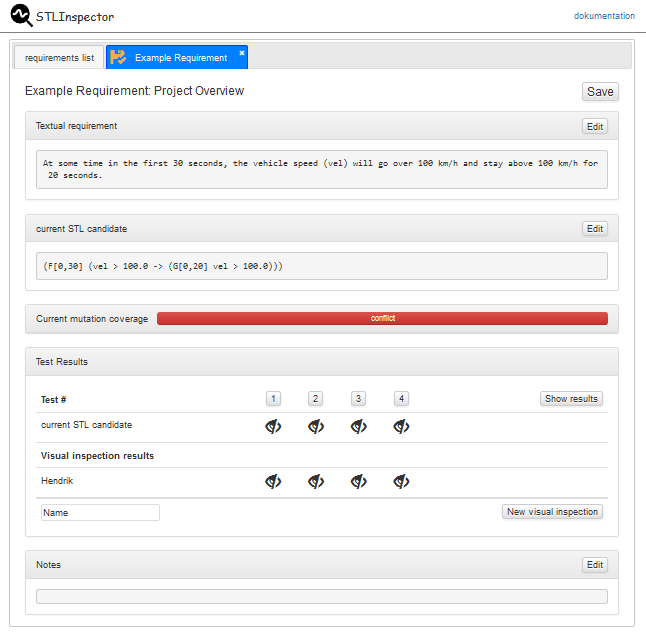 STLInspector
dokumentation
requirements list
Example Requirement
Example Requirement: Project Overview
Save
Textual requirement
Edit
At some time in the first 30 seconds, the vehicle speed (vel) will go over 100 km/h and stay above 100 km/h for
20 seconds.
current STL candidate
Edit
(F[0,30] (vel > 100.0 -> (G[0,20] vel > 100.0)))
Current mutation coverage
conflict
Test Results
Test # 1 2 3 4 Show results
current STL candidate
Visual inspection results
Hendrik
Name
New visual inspection
Notes
Edit